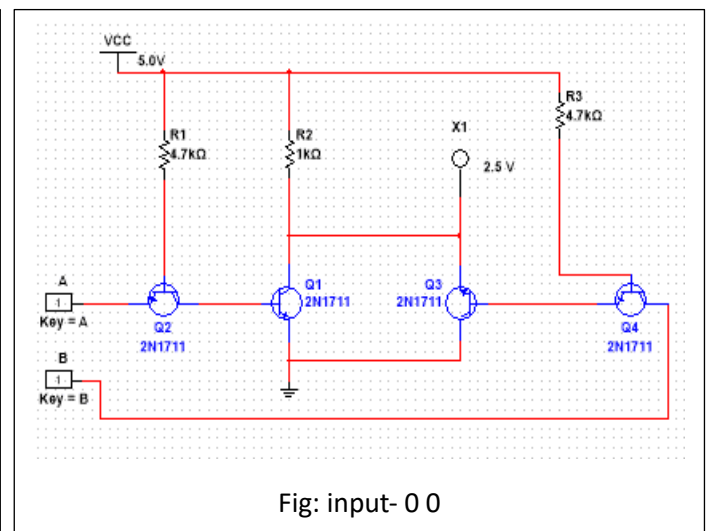 VCC
5.0V
R1
4.7kΩ
R2
1kΩ
X1
2.5 V
R3
4.7kΩ
A
1
Key = A
Q2
2N1711
Q1
2N1711
Q3
2N1711
Q4
2N1711
B
1
Key = B
Fig: input- 0 0